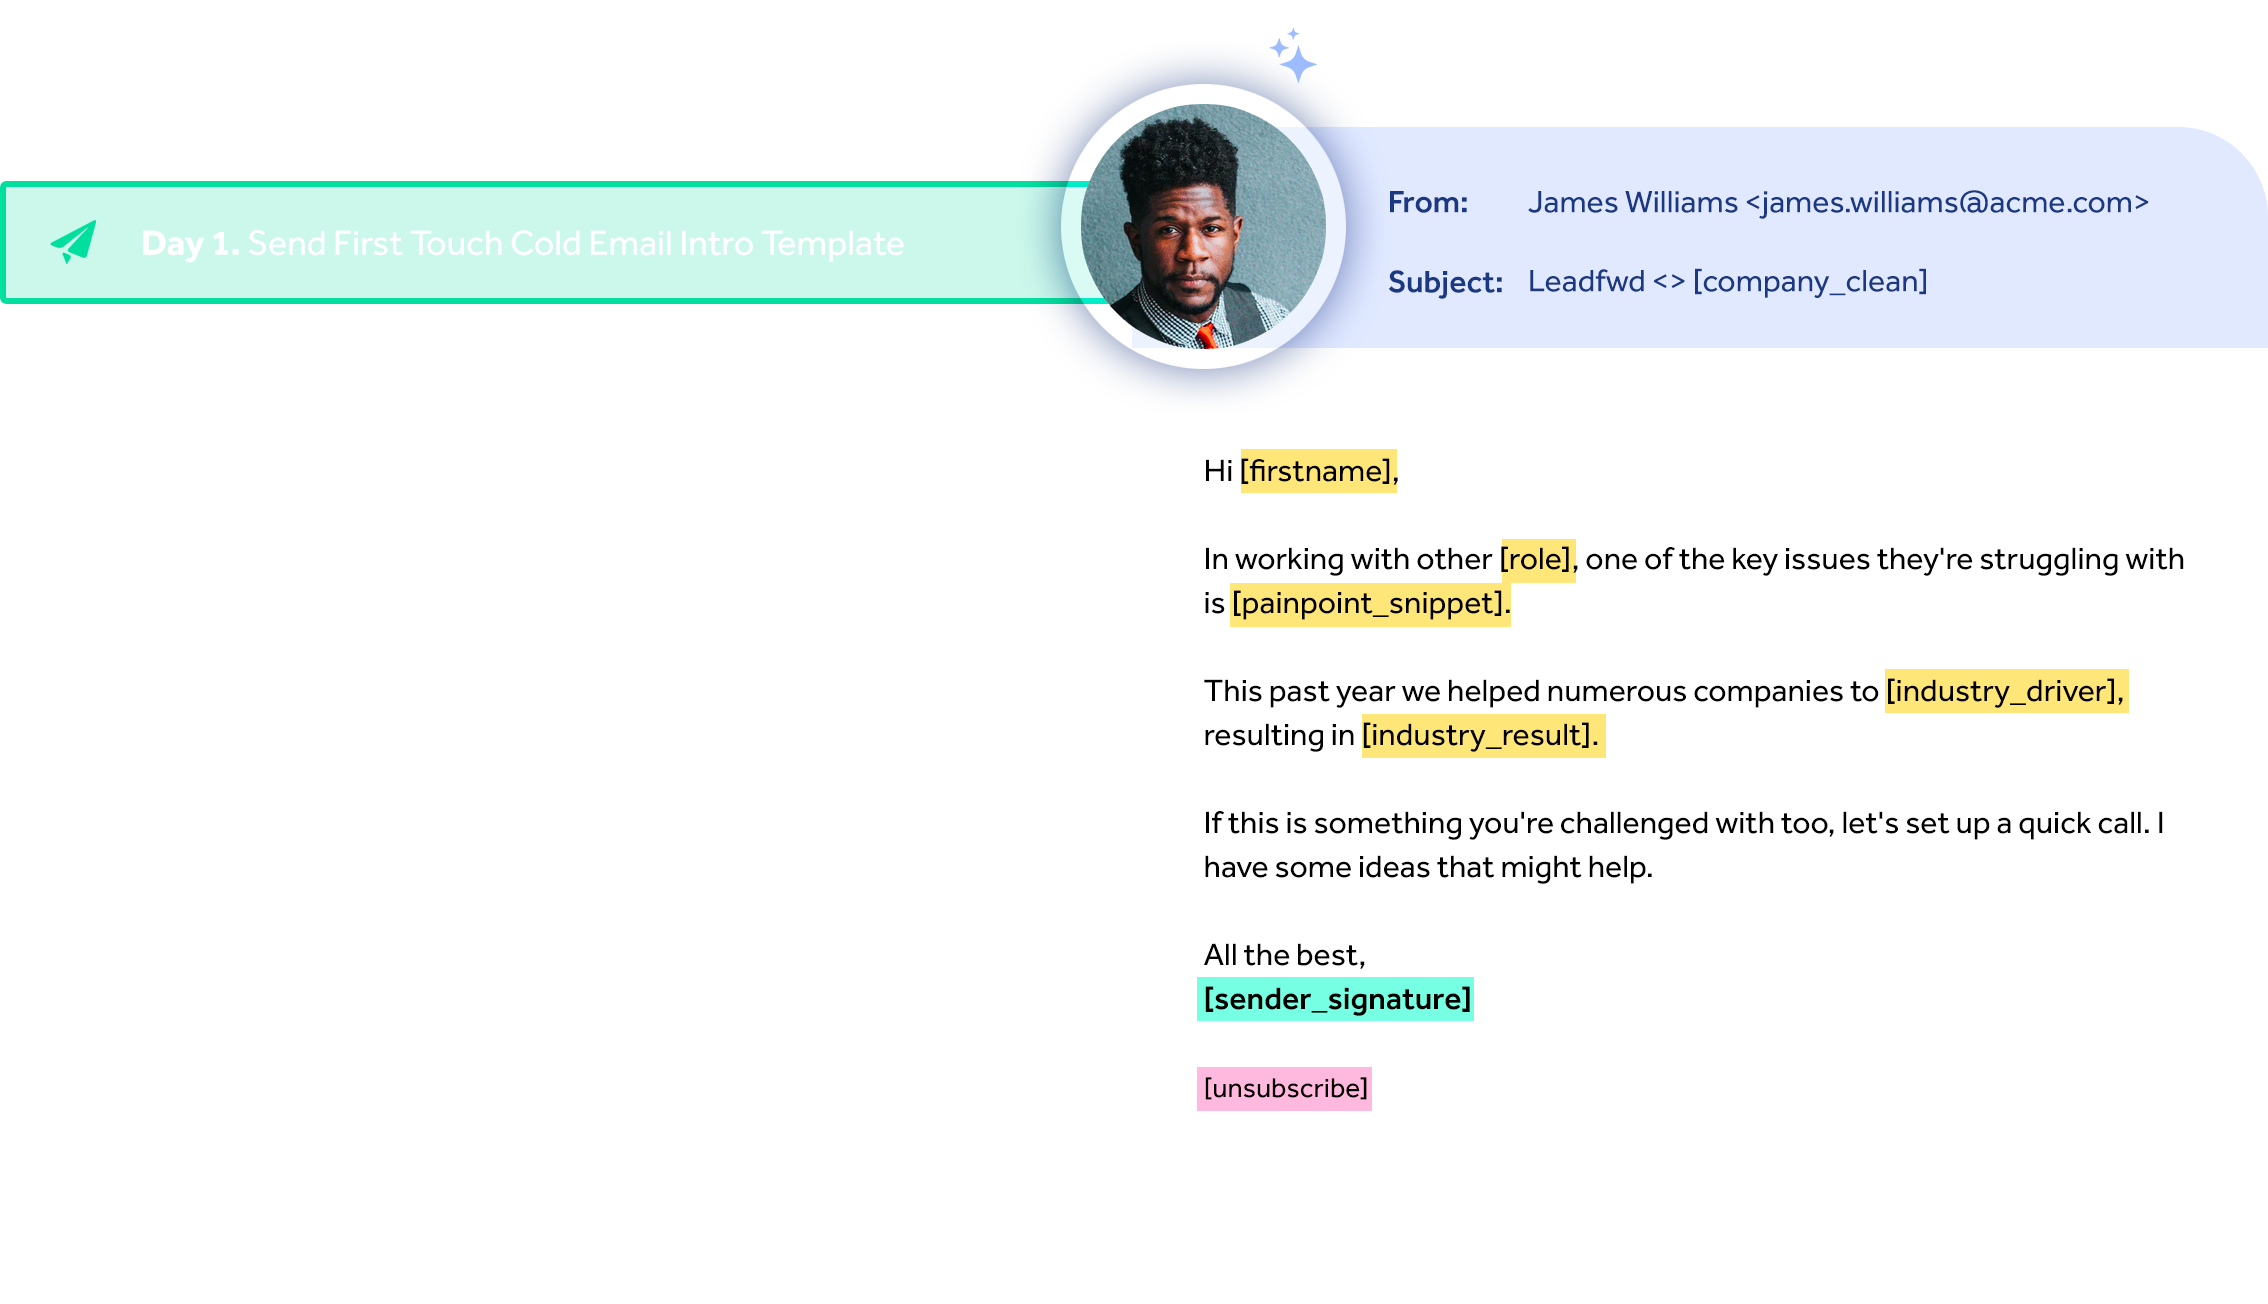 Day 1. Send First Touch Cold Email Intro Template
From: James Williams <james.williams@acme.com>
Subject: Leadfwd <> [company_clean]
Hi [firstname],
In working with other [role], one of the key issues they're struggling with
is [painpoint_snippet].
This past year we helped numerous companies to [industry_driver],
resulting in [industry_result].
If this is something you're challenged with too, let's set up a quick call. I
have some ideas that might help.
All the best,
[sender_signature]
[unsubscribe]